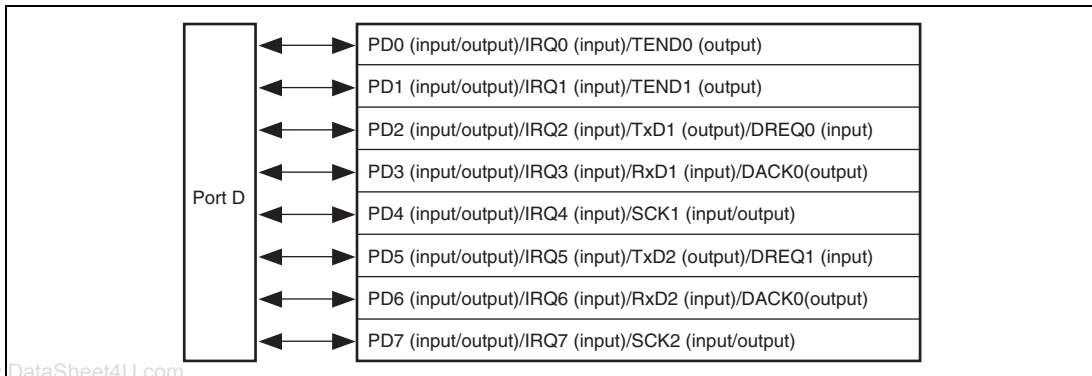 Port D
PD0 (input/output)/IRQ0 (input)/TEND0 (output)
PD1 (input/output)/IRQ1 (input)/TEND1 (output)
PD2 (input/output)/IRQ2 (input)/TxD1 (output)/DREQ0 (input)
PD3 (input/output)/IRQ3 (input)/RxD1 (input)/DACK0(output)
PD4 (input/output)/IRQ4 (input)/SCK1 (input/output)
PD5 (input/output)/IRQ5 (input)/TxD2 (output)/DREQ1 (input)
PD6 (input/output)/IRQ6 (input)/RxD2 (input)/DACK0(output)
PD7 (input/output)/IRQ7 (input)/SCK2 (input/output)
DataSheet4U.com